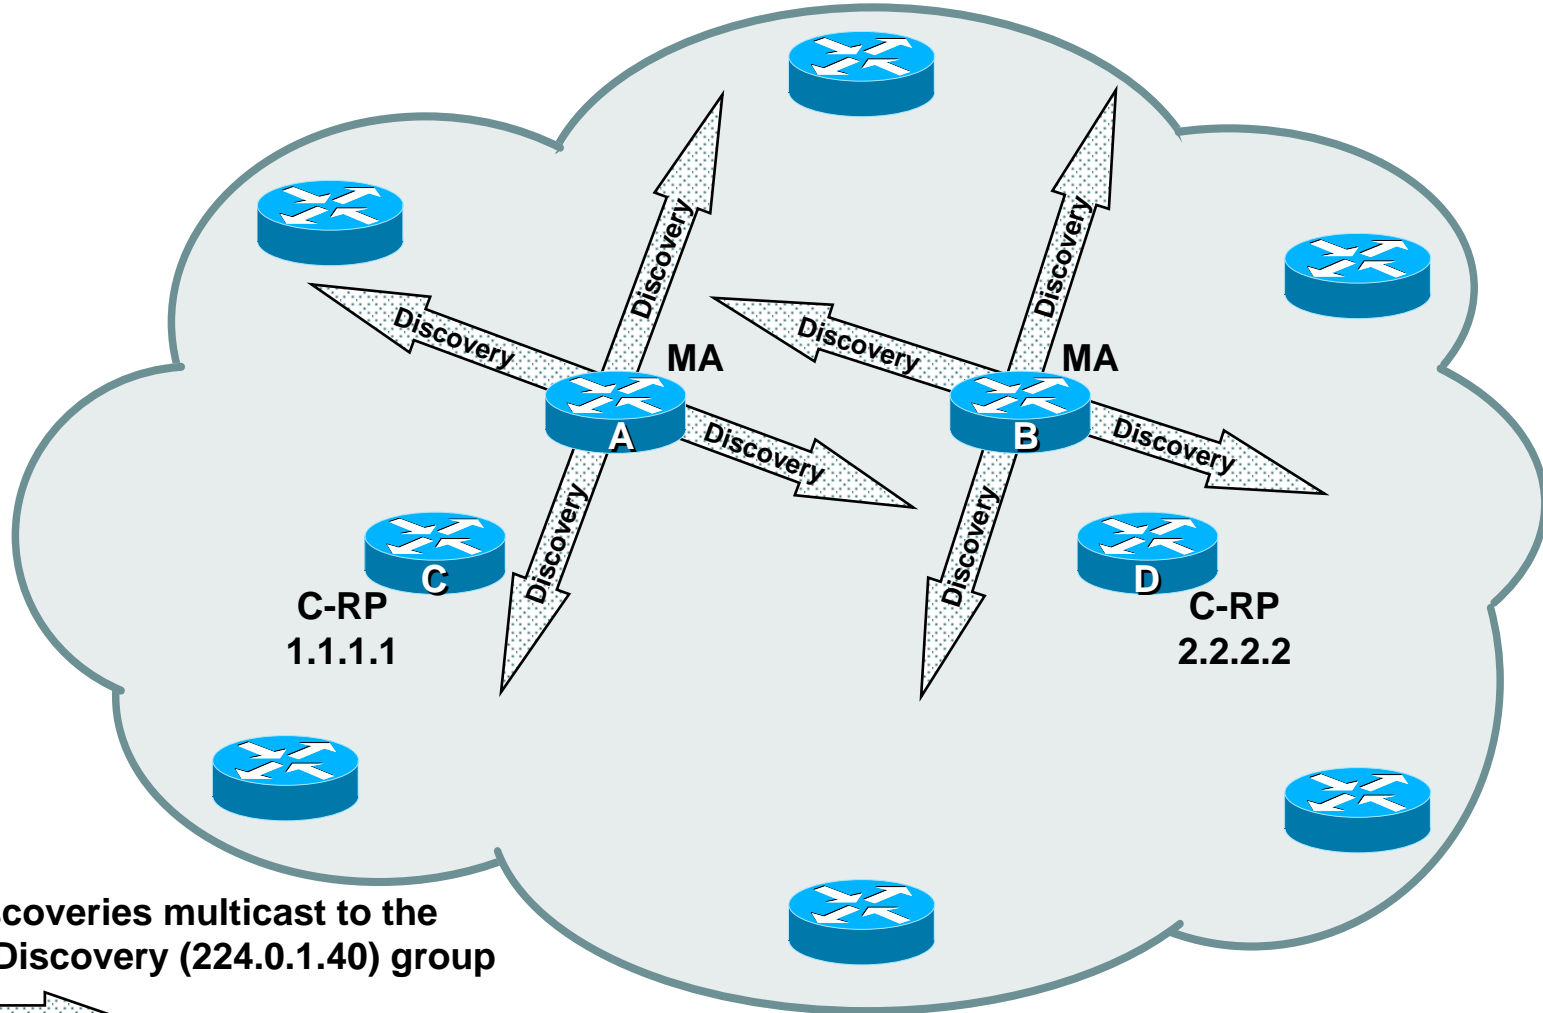 Discovery
Discovery
Discovery
Discovery
MA
MA
A
Discovery
B
Discovery
Discovery
Discovery
C
D
C-RP
1.1.1.1
C-RP
2.2.2.2
multicast to the
Discovery (224.0.1.40) group